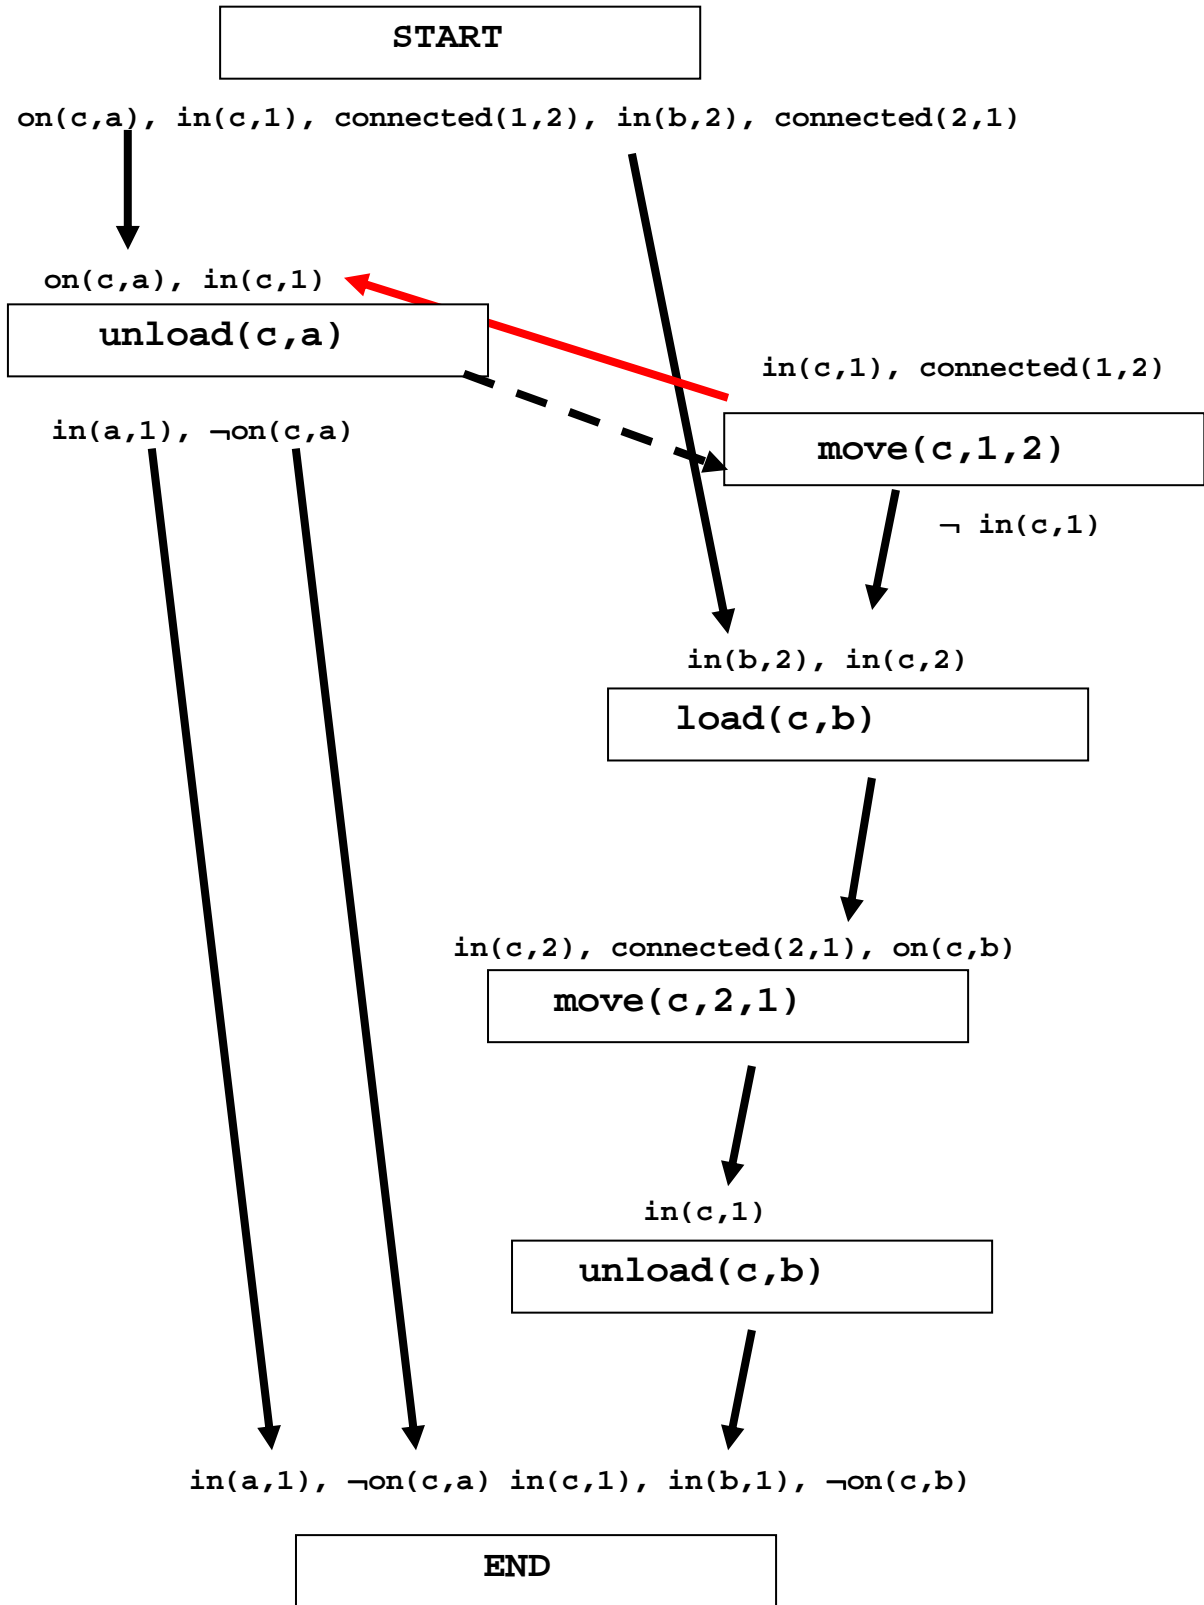 START
on(c,a), in(c,1), connected(1,2), in(b,2), connected(2,1)
on(c,a), in(c,1)
unload(c,a)
in(c,1), connected(1,2)
in(a,1), ¬on(c,a)
move(c,1,2)
¬ in(c,1)
in(b,2), in(c,2)
load(c,b)
in(c,2), connected(2,1), on(c,b)
move(c,2,1)
in(c,1)
unload(c,b)
in(a,1), ¬on(c,a) in(c,1), in(b,1), ¬on(c,b)
END